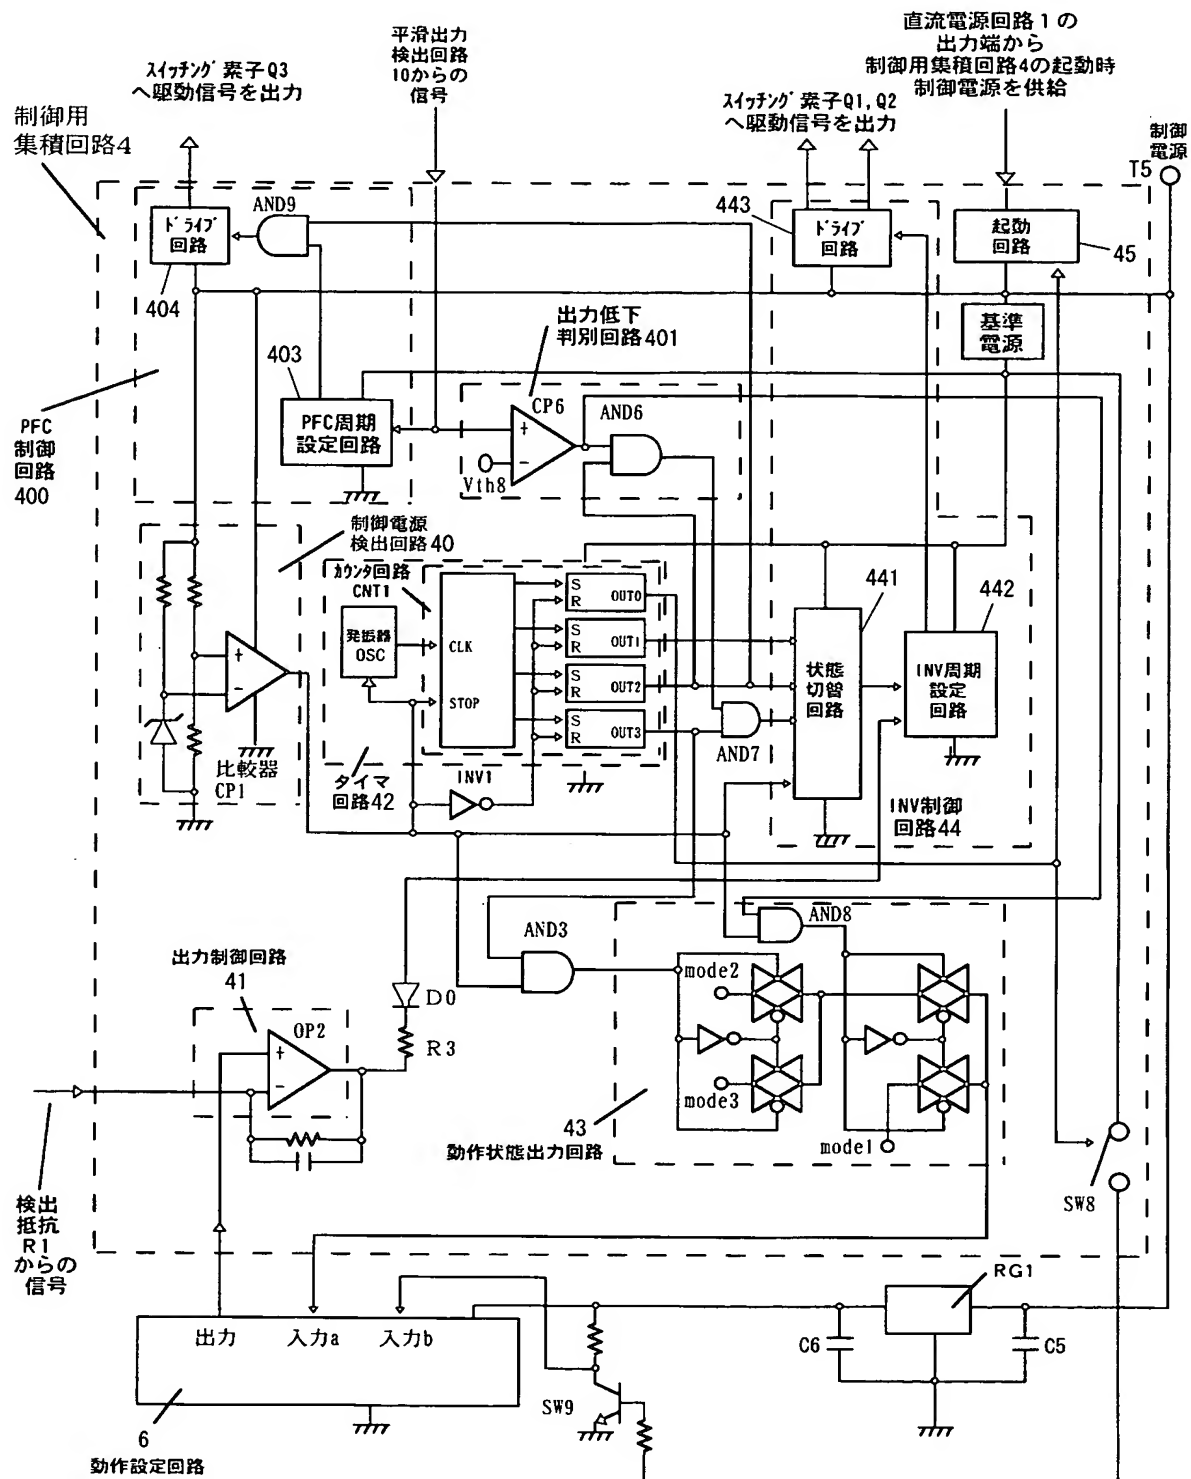 直流電源回路1の
出力端から
制御用集積回路4の起動時
制御電源を供給
平滑出力
検出回路
10からの
信号
スイッチング素子Q3
へ駆動信号を出力
スイッチング素子Q1,Q2
へ駆動信号を出力
制御用
集積回路4
制御
電源
T5
AND9
443
ドライブ
回路
ドライブ
回路
起動
回路
45
404
基準
電源
出力低下
判別回路401
403
CP6
AND6
PFC周期
設定回路
+
-
Vth8
PFC
制御
回路
400
制御電源
検出回路40
カウンタ回路
CNT1
441
442
S
R
OUT0
発振器
OSC
CLK
S
R
OUT1
+
-
状態
切替
回路
INV周期
設定回路
S
R
OUT2
STOP
S
R
OUT3
AND7
比較器
CP1
タイマ
回路42
INV1
INV制御
回路44
AND8
AND3
出力制御回路
41
mode2
D0
OP2
+
-
R3
mode3
43
動作状態出力回路
mode1
検出
抵抗
R1
からの
信号
SW8
RG1
出力
入力a
入力b
C6
C5
SW9
6
動作設定回路